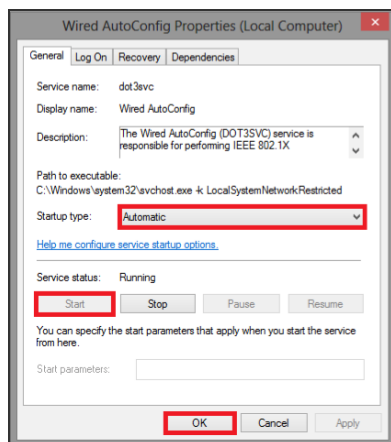 Wired AutoConfig Properties (Local Computer)
General Log On Recovery Dependencies
Service name: dot3svc
Display name: Wired AutoConfig
Description: The Wired AutoConfig (DOT3SVC) service is
responsible for performing IEEE 802.1X
Path to executable:
C:\Windows\system32\svchost.exe -k LocalSystemNetworkRestricted
Startup type: Automatic
Help me configure service startup options.
Service status: Running
Start Stop Pause Resume
You can specify the start parameters that apply when you start the service
from here.
Start parameters:
OK Cancel Apply